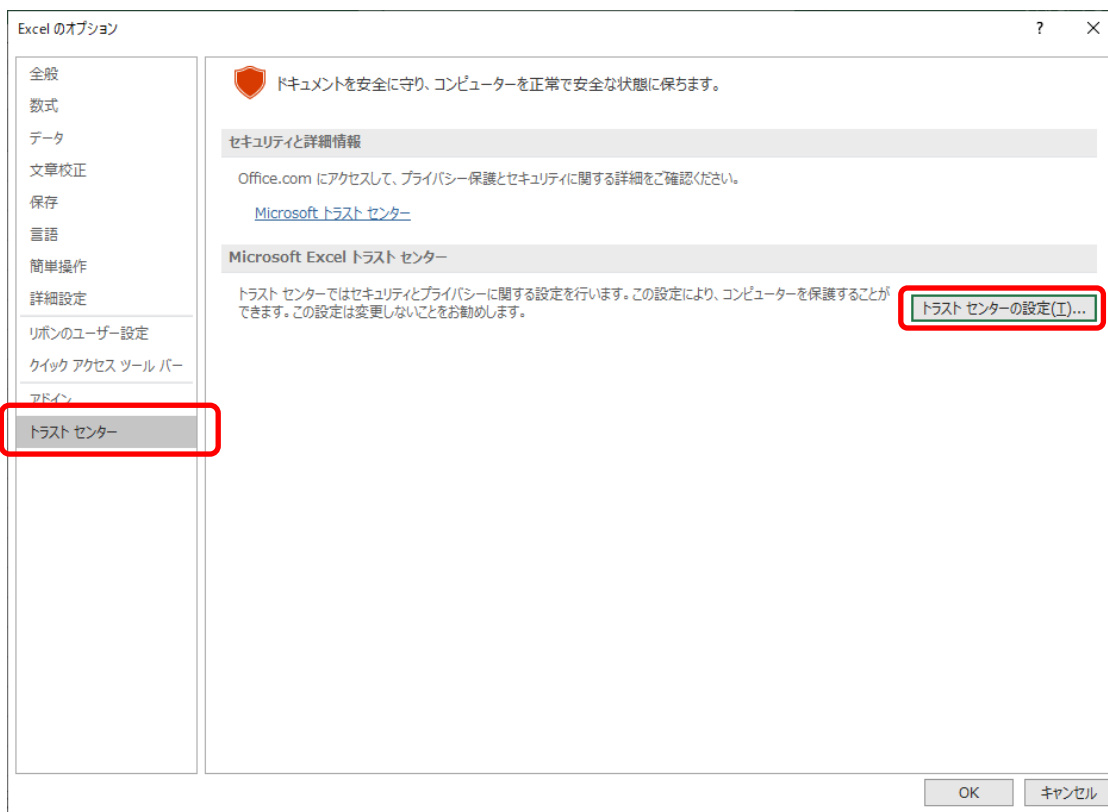 Excel のオプション
?
×
全般
数式
データ
文章校正
保存
言語
簡単操作
詳細設定
リボンのユーザー設定
クイック アクセス ツール バー
アドイン
トラスト センター
ドキュメントを安全に守り、コンピューターを正常で安全な状態に保ちます。
セキュリティと詳細情報
Office.com にアクセスして、プライバシー保護とセキュリティに関する詳細をご確認ください。
Microsoft トラスト センター
Microsoft Excel トラスト センター
トラスト センターではセキュリティとプライバシーに関する設定を行います。この設定により、コンピューターを保護することが
できます。この設定は変更しないことをお勧めします。
トラスト センターの設定(T)...
OK
キャンセル